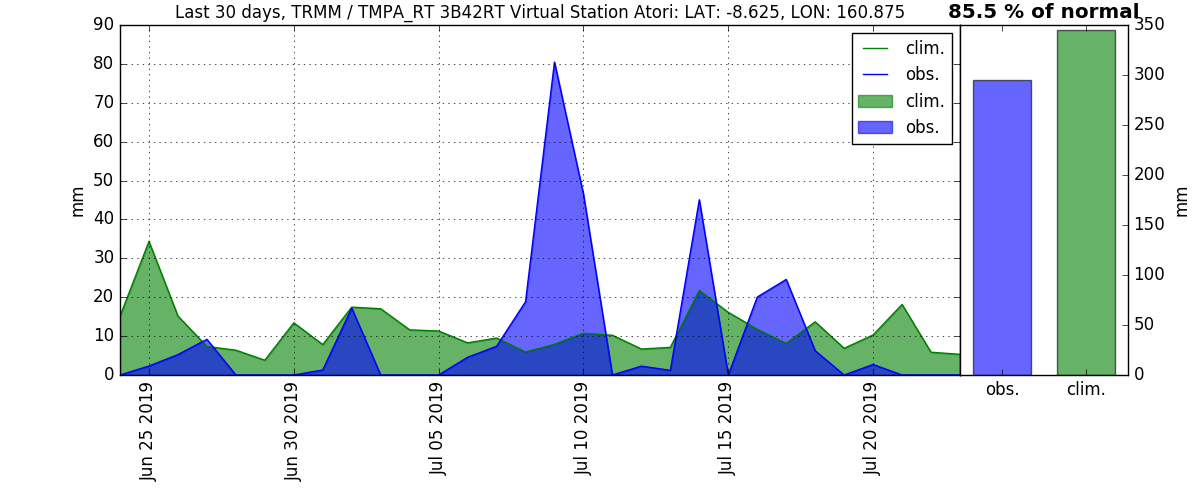 Last 30 days, TRMM / TMPA_RT 3B42RT Virtual Station Atori: LAT: -8.625, LON: 160.875
85.5 % of normal
90
80
70
60
50
40
30
20
10
0
mm
clim.
obs.
clim.
obs.
350
300
250
200
150
100
50
0
mm
Jun 25 2019
Jun 30 2019
Jul 05 2019
Jul 10 2019
Jul 15 2019
Jul 20 2019
obs.
clim.